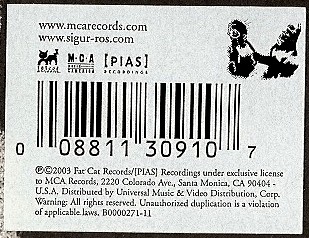 www.mcarecords.com
www.sigur-ros.com
M·C·A
[PIAS]
RECORDINGS
0 08811 30910 7
℗©2003 Fat Cat Records/[PIAS] Recordings under exclusive license
to MCA Records, 2220 Colorado Ave., Santa Monica, CA 90404 -
U.S.A. Distributed by Universal Music & Video Distribution, Corp.
Warning: All rights reserved. Unauthorized duplication is a violation
of applicable laws. B0000271-11